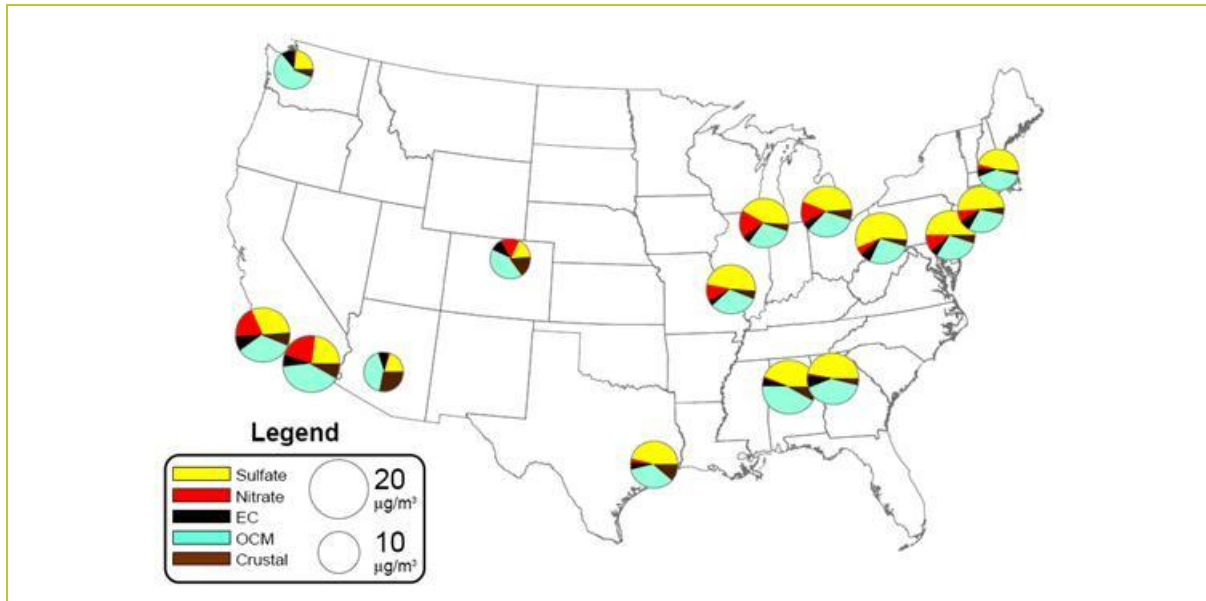 Legend
Sulfate
Nitrate
EC
OCM
Crustal
20
µg/m³
10
µg/m³